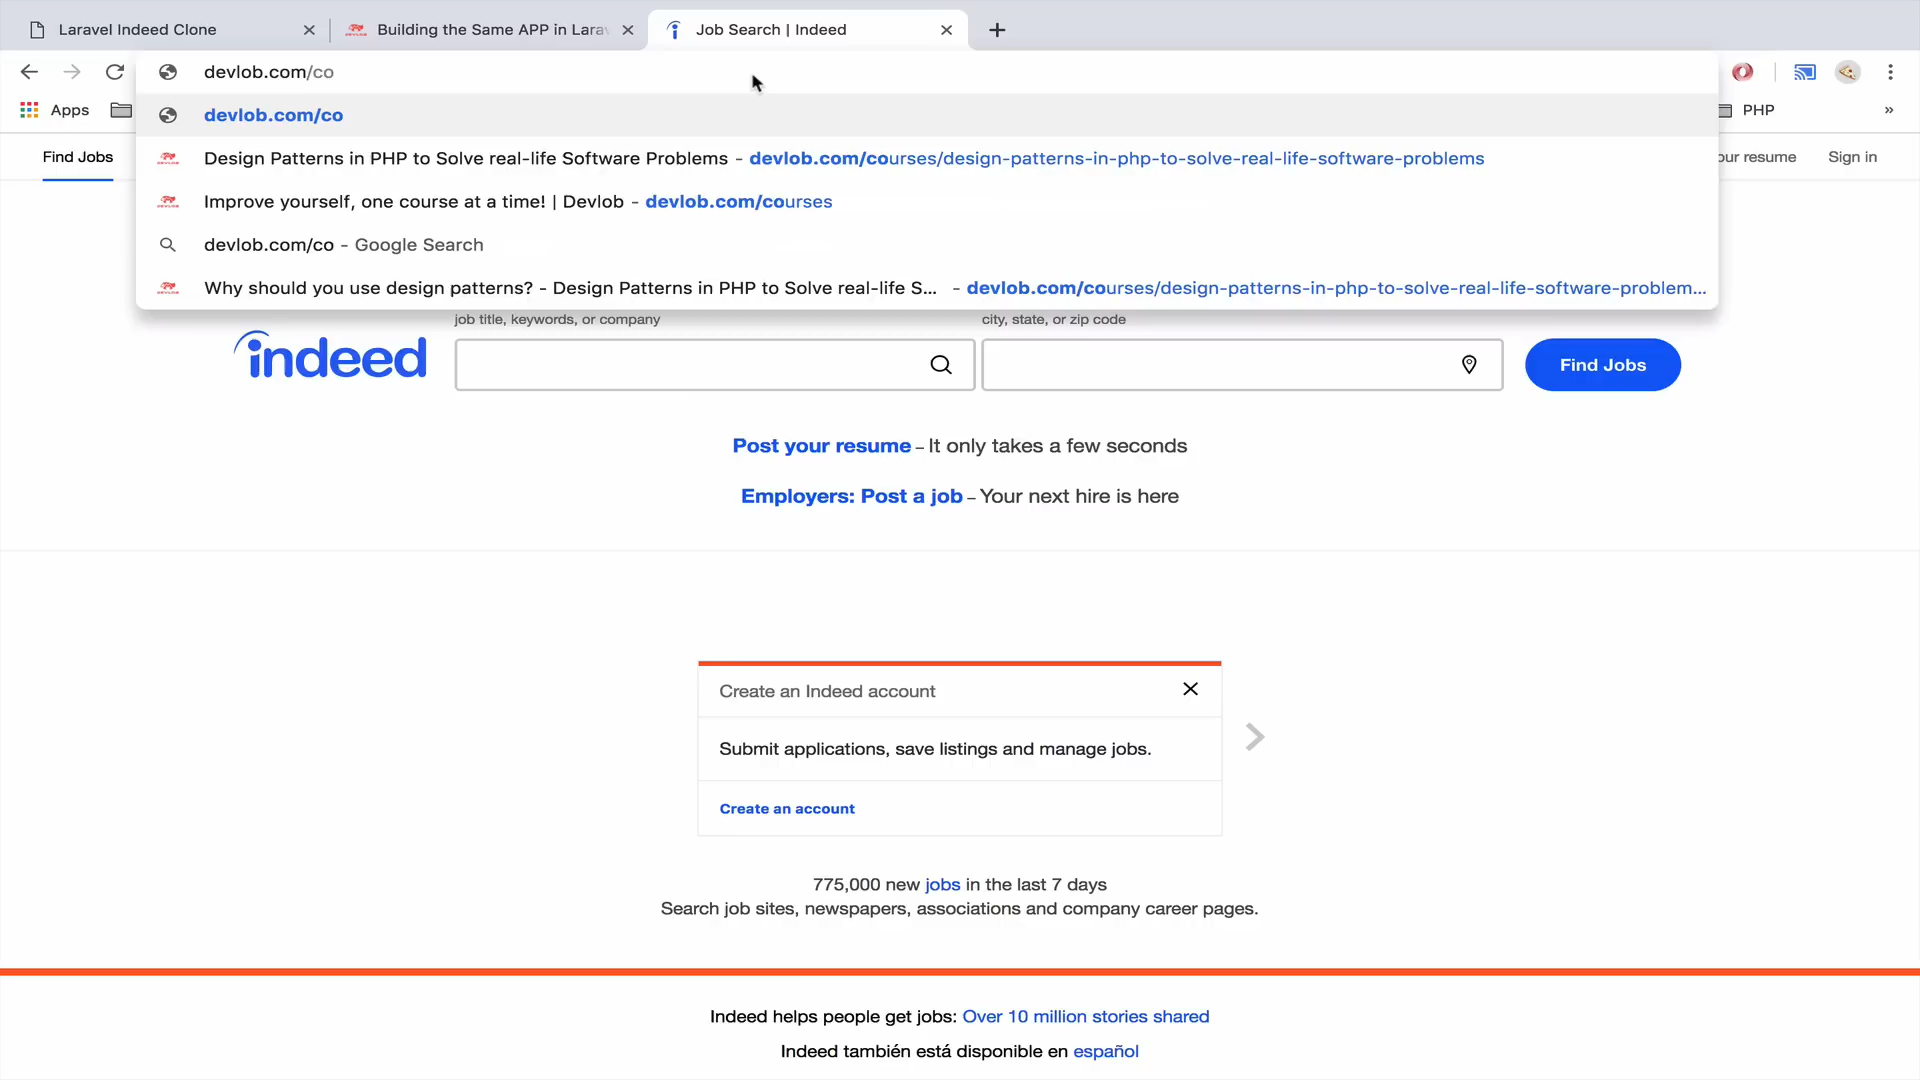 Laravel Indeed Clone
Building the Same APP in Lara
Job Search | Indeed
devlob.com/co
Apps
PHP
»
devlob.com/co
Design Patterns in PHP to Solve real-life Software Problems - devlob.com/courses/design-patterns-in-php-to-solve-real-life-software-problems
Improve yourself, one course at a time! | Devlob - devlob.com/courses
devlob.com/co - Google Search
Why should you use design patterns? - Design Patterns in PHP to Solve real-life S... - devlob.com/courses/design-patterns-in-php-to-solve-real-life-software-problem...
Find Jobs
our resume
Sign in
job title, keywords, or company
city, state, or zip code
indeed
Find Jobs
Post your resume – It only takes a few seconds
Employers: Post a job – Your next hire is here
Create an Indeed account
Submit applications, save listings and manage jobs.
Create an account
775,000 new jobs in the last 7 days
Search job sites, newspapers, associations and company career pages.
Indeed helps people get jobs: Over 10 million stories shared
Indeed también está disponible en español